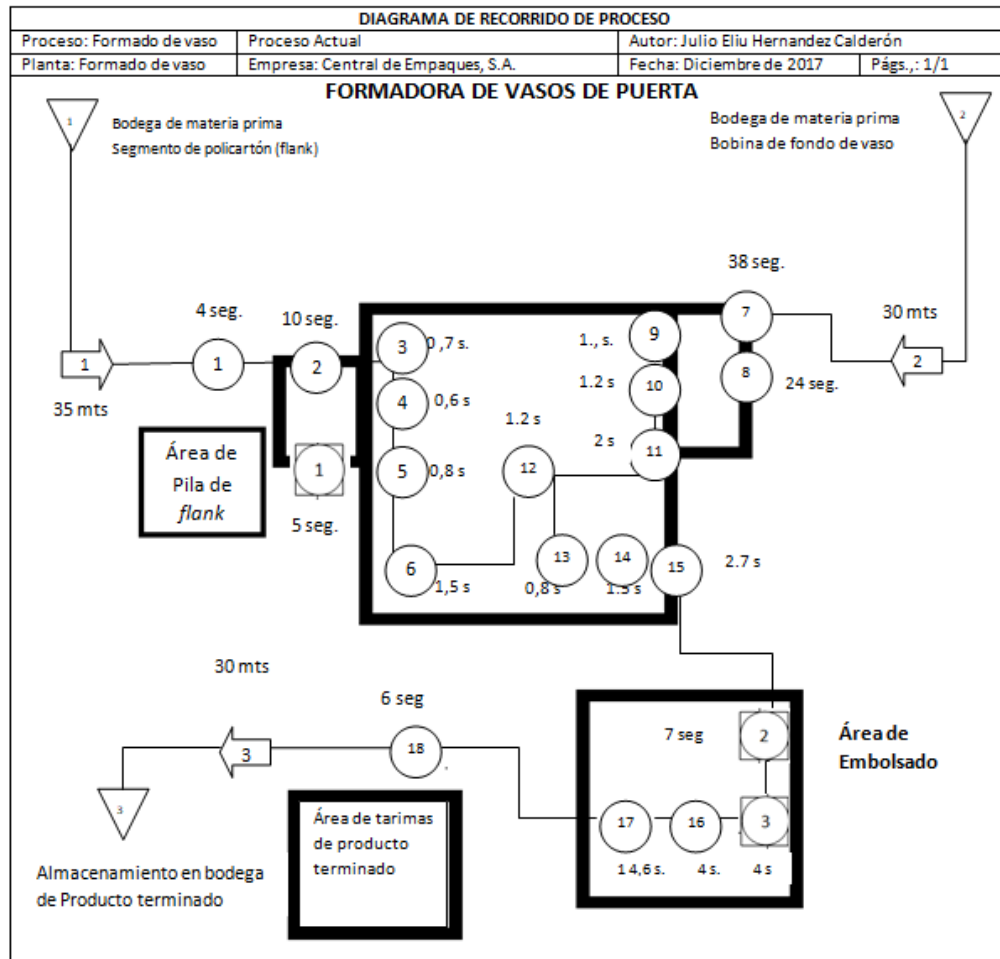 DIAGRAMA DE RECORRIDO DE PROCESO
Proceso: Formado de vaso Proceso Actual Autor: Julio Eliu Hernandez Calderón
Planta: Formado de vaso Empresa: Central de Empaques, S.A. Fecha: Diciembre de 2017 Págs.,: 1/1
FORMADORA DE VASOS DE PUERTA
1
Bodega de materia prima
Segmento de policartón (flank)
Bodega de materia prima
Bobina de fondo de vaso
2
38 seg.
4 seg.
10 seg.
30 mts
7
9
3
0 ,7 s.
1., s.
1
1
2
2
35 mts
8
24 seg.
10
1.2 s
4
0,6 s
1.2 s
2 s
11
12
Área de
Pila de
flank
1
5
0,8 s
5 seg.
6
1,5 s
13
0,8 s
14
1.5 s
15
2.7 s
30 mts
6 seg
7 seg
2
Área de
Embolsado
3
18
3
Área de tarimas
de producto
terminado
17
16
3
14,6 s.
4 s.
4 s
Almacenamiento en bodega
de Producto terminado